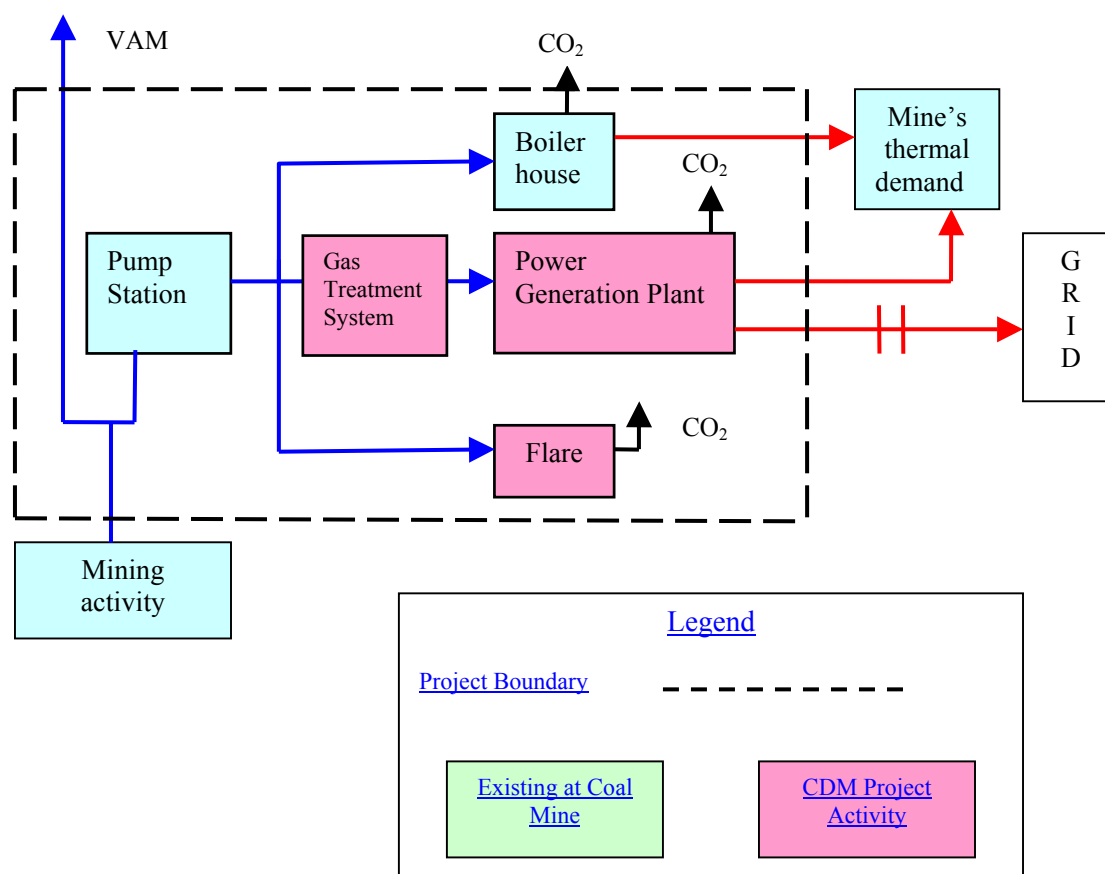 VAM
CO₂
Boiler
house
Mine's
thermal
demand
CO₂
Pump
Station
Gas
Treatment
System
Power
Generation Plant
G
R
I
D
Flare
CO₂
Mining
activity
Legend
Project Boundary
Existing at Coal
Mine
CDM Project
Activity